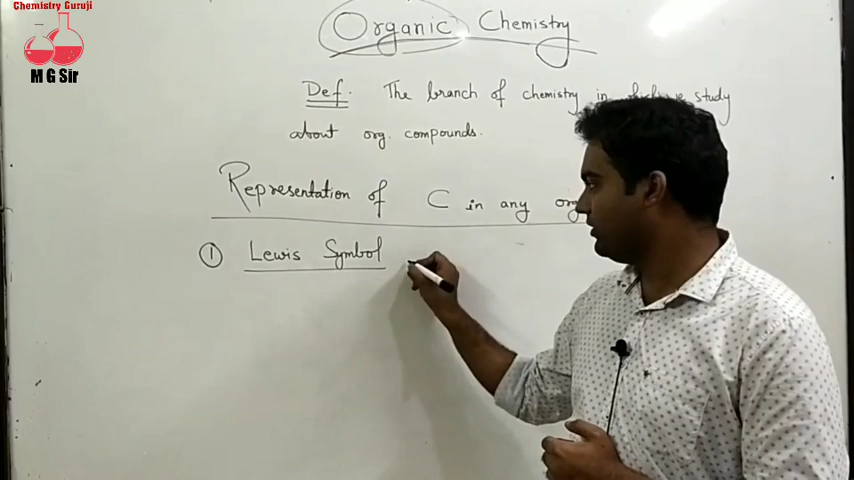 Chemistry Guruji
M G Sir
Organic Chemistry
Def. The branch of chemistry in which we study
about org. compounds.
Representation of C in any org
① Lewis Symbol